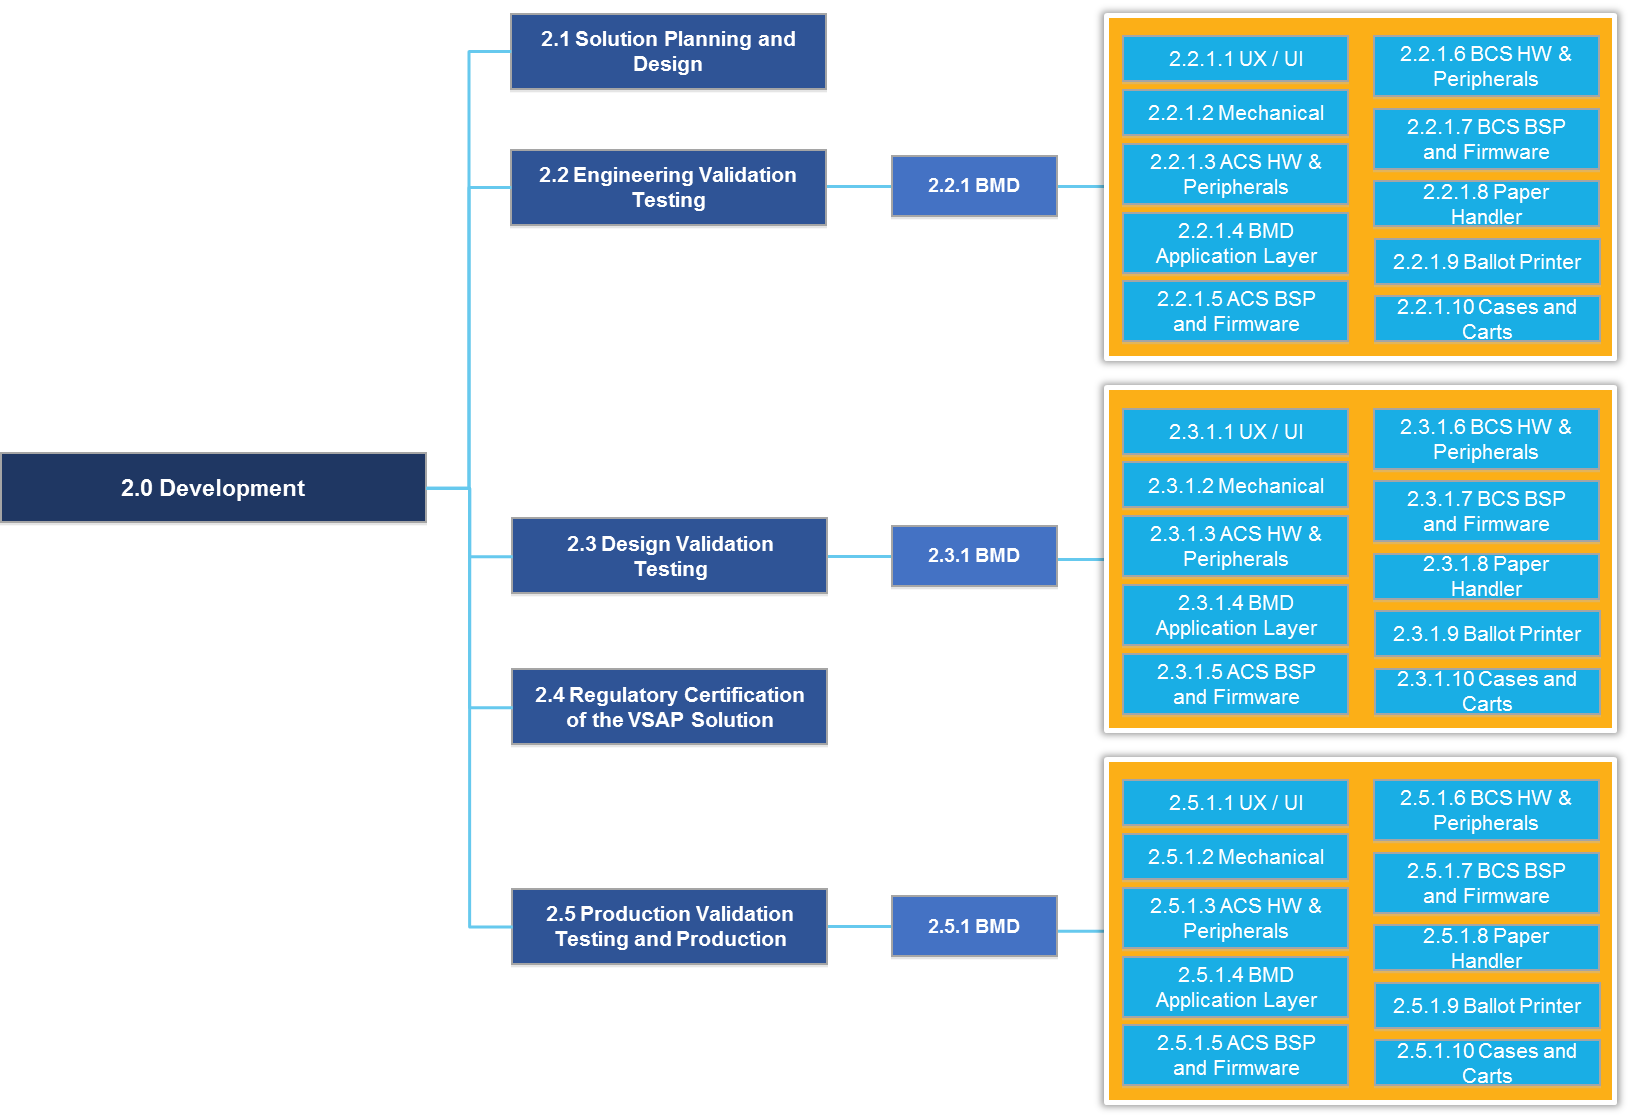 2.0 Development
2.1 Solution Planning and
Design
2.2 Engineering Validation
Testing
2.2.1 BMD
2.2.1.1 UX / UI
2.2.1.2 Mechanical
2.2.1.3 ACS HW &
Peripherals
2.2.1.4 BMD
Application Layer
2.2.1.5 ACS BSP
and Firmware
2.2.1.6 BCS HW &
Peripherals
2.2.1.7 BCS BSP
and Firmware
2.2.1.8 Paper
Handler
2.2.1.9 Ballot Printer
2.2.1.10 Cases and
Carts
2.3 Design Validation
Testing
2.3.1 BMD
2.3.1.1 UX / UI
2.3.1.2 Mechanical
2.3.1.3 ACS HW &
Peripherals
2.3.1.4 BMD
Application Layer
2.3.1.5 ACS BSP
and Firmware
2.3.1.6 BCS HW &
Peripherals
2.3.1.7 BCS BSP
and Firmware
2.3.1.8 Paper
Handler
2.3.1.9 Ballot Printer
2.3.1.10 Cases and
Carts
2.4 Regulatory Certification
of the VSAP Solution
2.5 Production Validation
Testing and Production
2.5.1 BMD
2.5.1.1 UX / UI
2.5.1.2 Mechanical
2.5.1.3 ACS HW &
Peripherals
2.5.1.4 BMD
Application Layer
2.5.1.5 ACS BSP
and Firmware
2.5.1.6 BCS HW &
Peripherals
2.5.1.7 BCS BSP
and Firmware
2.5.1.8 Paper
Handler
2.5.1.9 Ballot Printer
2.5.1.10 Cases and
Carts